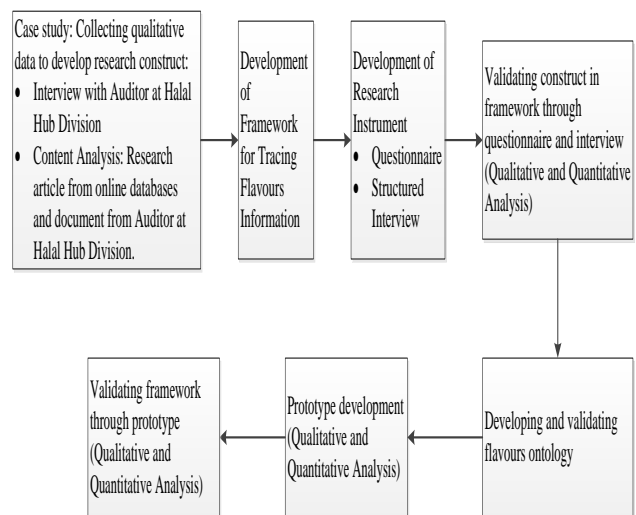 Case study: Collecting qualitative
data to develop research construct:
• Interview with Auditor at Halal
Hub Division
• Content Analysis: Research
article from online databases
and document from Auditor at
Halal Hub Division.
Development
of
Framework
for Tracing
Flavours
Information
Development of
Research
Instrument
• Questionnaire
• Structured
Interview
Validating construct in
framework through
questionnaire and interview
(Qualitative and Quantitative
Analysis)
Developing and validating
flavours ontology
Prototype development
(Qualitative and
Quantitative Analysis)
Validating framework
through prototype
(Qualitative and
Quantitative Analysis)